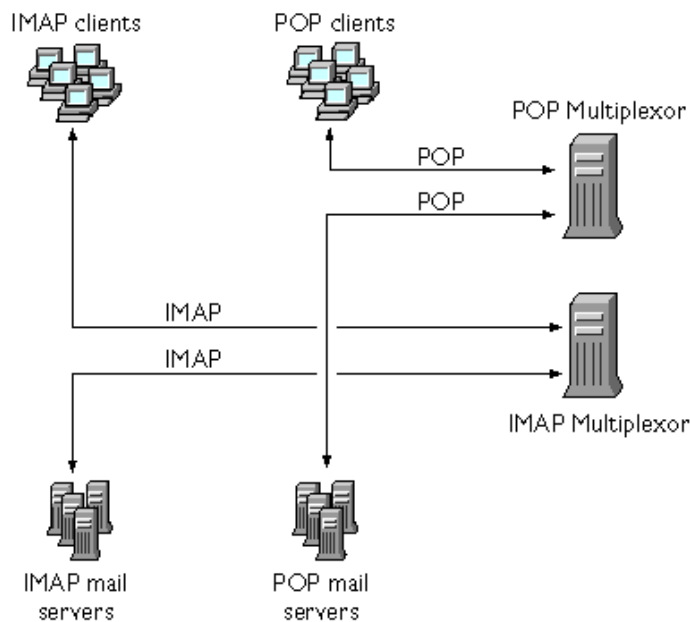 IMAP clients
POP clients
POP Multiplexor
POP
POP
IMAP
IMAP
IMAP Multiplexor
IMAP mail
servers
POP mail
servers